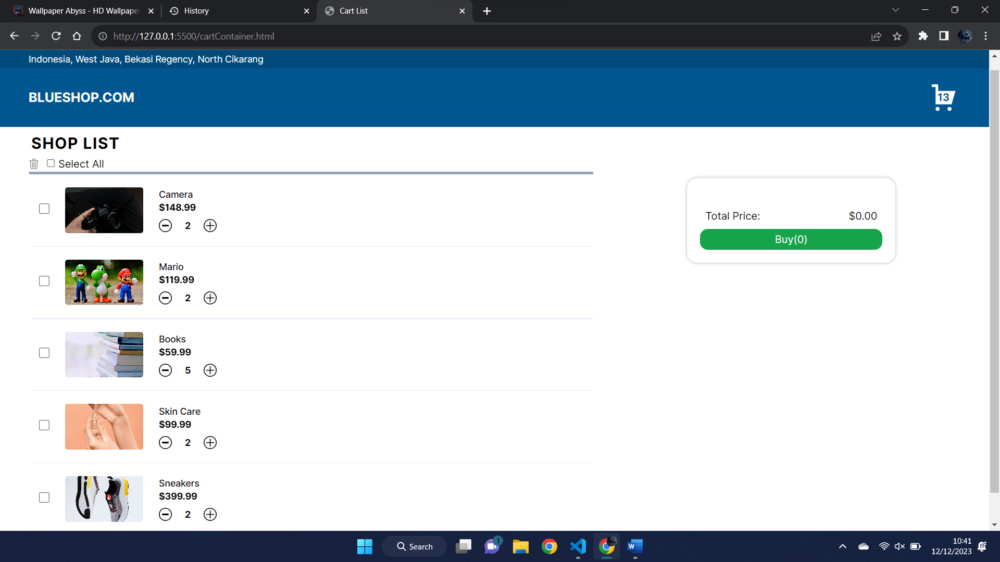 Wallpaper Abyss - HD Wallpaper
History
Cart List
http://127.0.0.1:5500/cartContainer.html
Indonesia, West Java, Bekasi Regency, North Cikarang
BLUESHOP.COM
13
SHOP LIST
Select All
Camera
$148.99
2
Total Price: $0.00
Buy(0)
Mario
$119.99
2
Books
$59.99
5
Skin Care
$99.99
2
Sneakers
$399.99
2
Search
1
W
10:41
12/12/2023